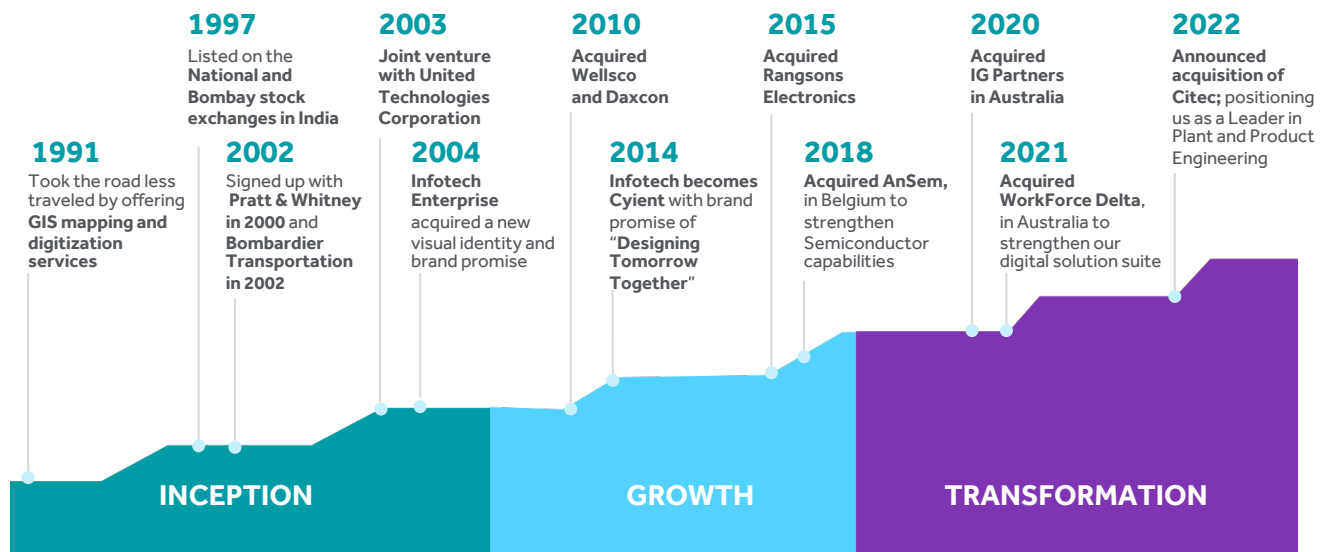 1997
Listed on the
National and
Bombay stock
exchanges in India
2003
Joint venture
with United
Technologies
Corporation
2010
Acquired
Wellsco
and Daxcon
2015
Acquired
Rangsons
Electronics
2020
Acquired
IG Partners
in Australia
2022
Announced
acquisition of
Citec; positioning
us as a Leader in
Plant and Product
Engineering
1991
Took the road less
traveled by offering
GIS mapping and
digitization
services
2002
Signed up with
Pratt & Whitney
in 2000 and
Bombardier
Transportation
in 2002
2004
Infotech
Enterprise
acquired a new
visual identity and
brand promise
2014
Infotech becomes
Cyient with brand
promise of
“Designing
Tomorrow
Together”
2018
Acquired AnSem,
in Belgium to
strengthen
Semiconductor
capabilities
2021
Acquired
WorkForce Delta,
in Australia to
strengthen our
digital solution suite
INCEPTION
GROWTH
TRANSFORMATION